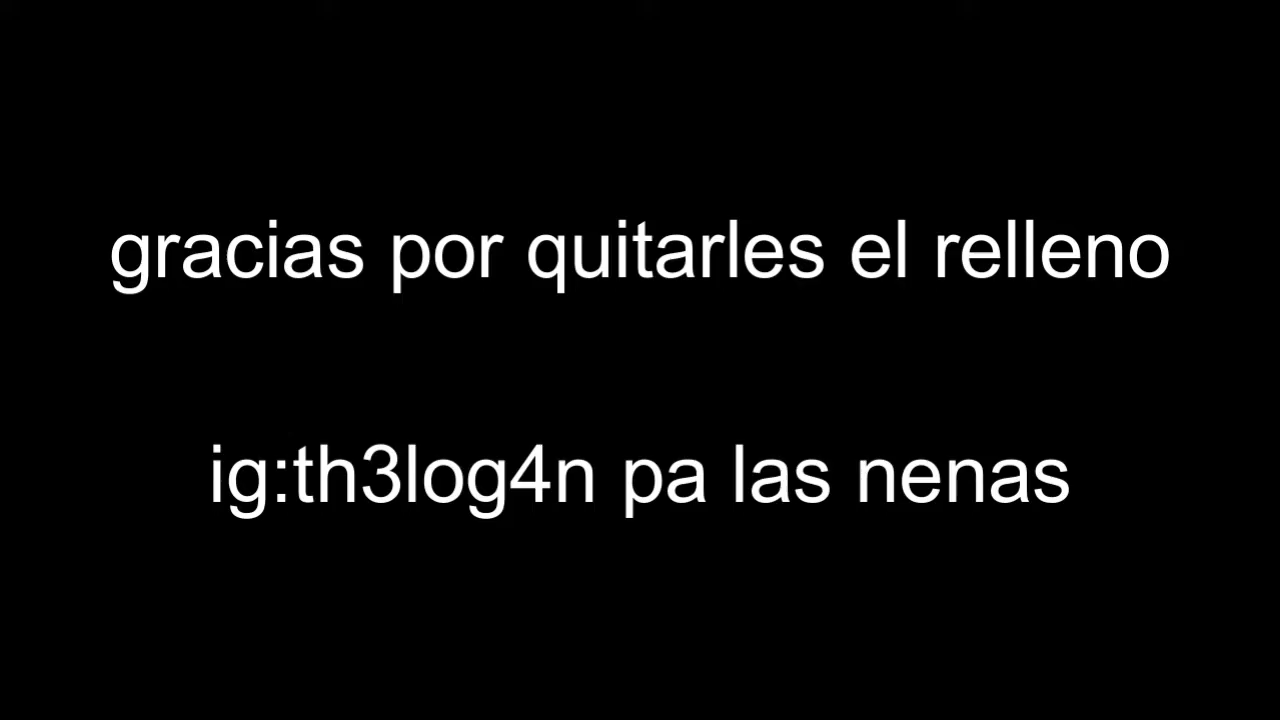 gracias por quitarles el relleno
ig:th3log4n pa las nenas